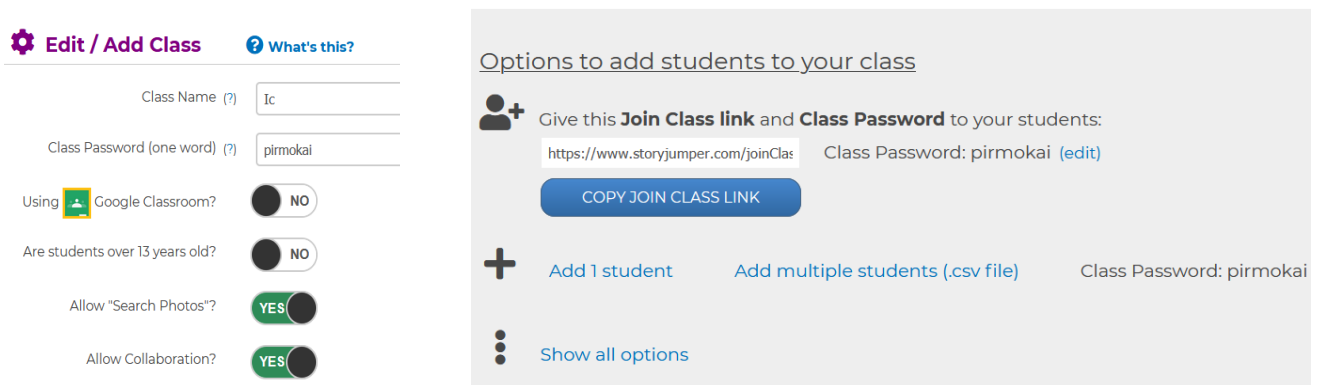 Edit / Add Class ? What's this?
Class Name (?) Ic
Class Password (one word) (?) pirmokai
Using Google Classroom? NO
Are students over 13 years old? NO
Allow "Search Photos"? YES
Allow Collaboration? YES
Options to add students to your class
Give this Join Class link and Class Password to your students:
https://www.storyjumper.com/joinClas Class Password: pirmokai (edit)
COPY JOIN CLASS LINK
Add 1 student Add multiple students (.csv file) Class Password: pirmokai
Show all options